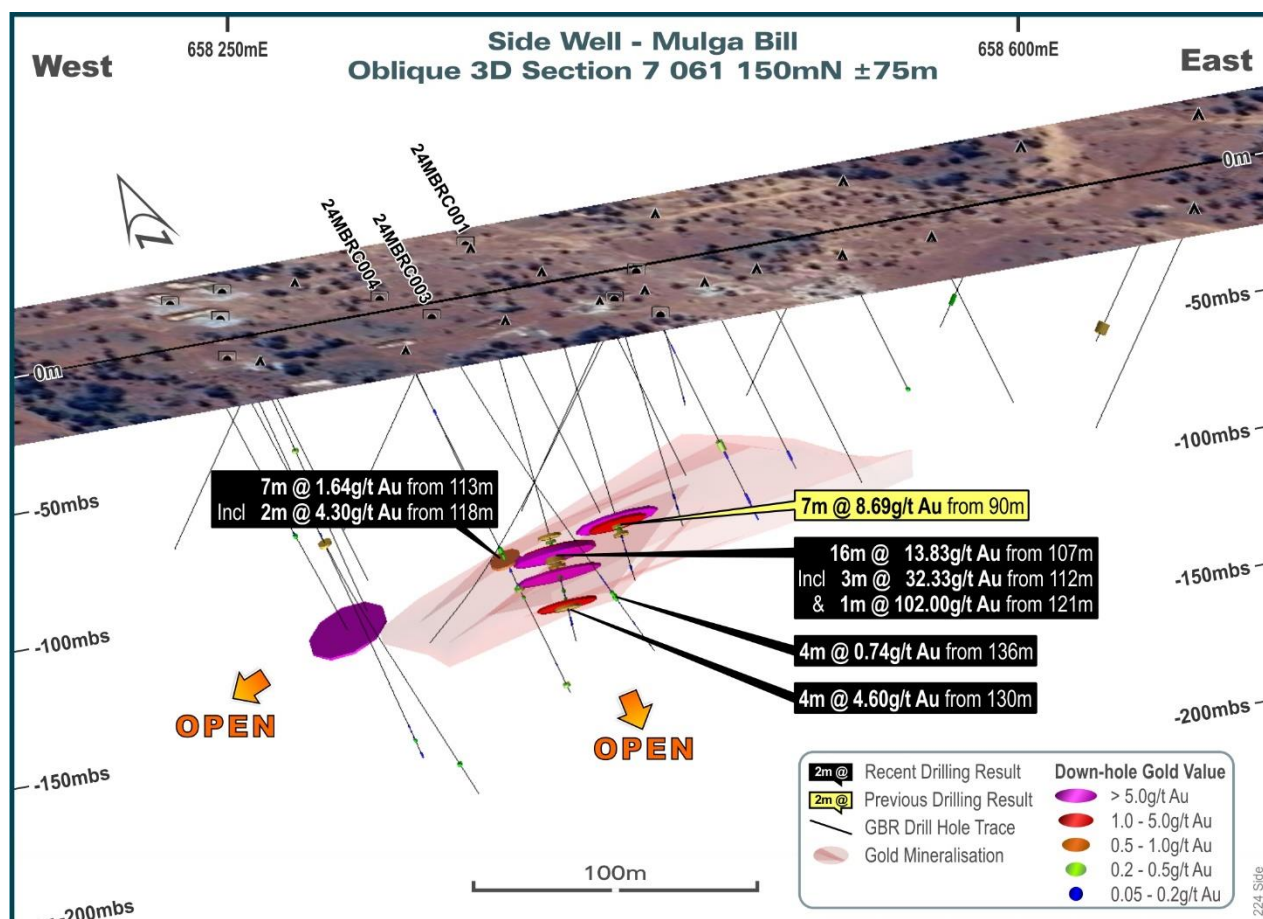 658 250mE
658 600mE
West
Side Well - Mulga Bill
East
Oblique 3D Section 7 061 150mN ±75m
24MBRC001
24MBRC004
24MBRC003
0m
0m
-50mbs
-100mbs
-150mbs
-200mbs
-50mbs
-100mbs
-150mbs
-200mbs
7m @ 1.64g/t Au from 113m
Incl 2m @ 4.30g/t Au from 118m
7m @ 8.69g/t Au from 90m
16m @ 13.83g/t Au from 107m
Incl 3m @ 32.33g/t Au from 112m
& 1m @ 102.00g/t Au from 121m
4m @ 0.74g/t Au from 136m
4m @ 4.60g/t Au from 130m
OPEN
OPEN
100m
2m @ Recent Drilling Result
2m @ Previous Drilling Result
GBR Drill Hole Trace
Gold Mineralisation
Down-hole Gold Value
> 5.0g/t Au
1.0 - 5.0g/t Au
0.5 - 1.0g/t Au
0.2 - 0.5g/t Au
0.05 - 0.2g/t Au
224 Side